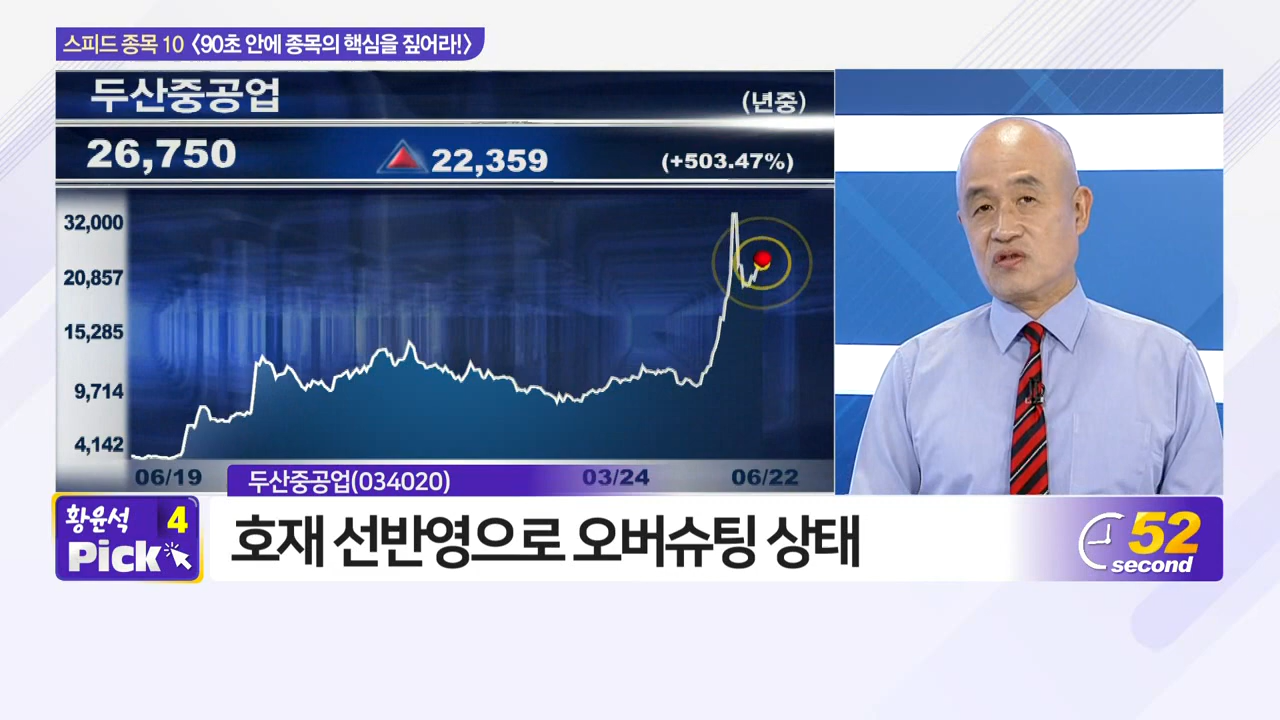 스피드 종목 10 〈90초 안에 종목의 핵심을 짚어라!〉
두산중공업
(년중)
26,750
22,359
(+503.47%)
32,000
20,857
15,285
9,714
4,142
06/19
03/24
06/22
두산중공업(034020)
황윤석 4
Pick
호재 선반영으로 오버슈팅 상태
52
second